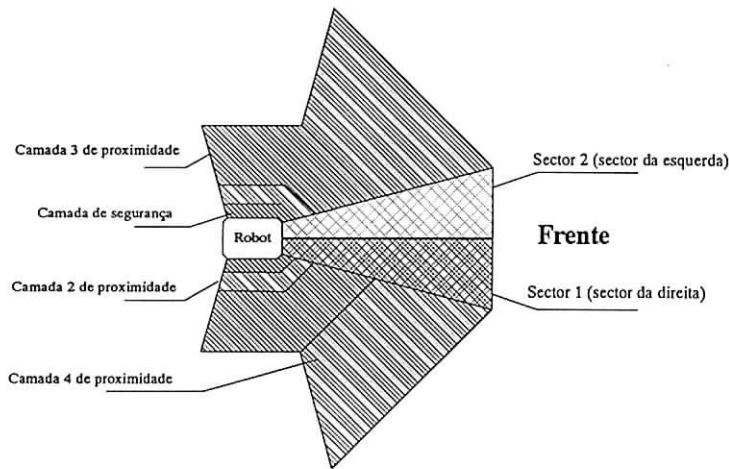 Camada 3 de proximidade
Sector 2 (sector da esquerda)
Camada de segurança
Robot
Frente
Camada 2 de proximidade
Sector 1 (sector da direita)
Camada 4 de proximidade